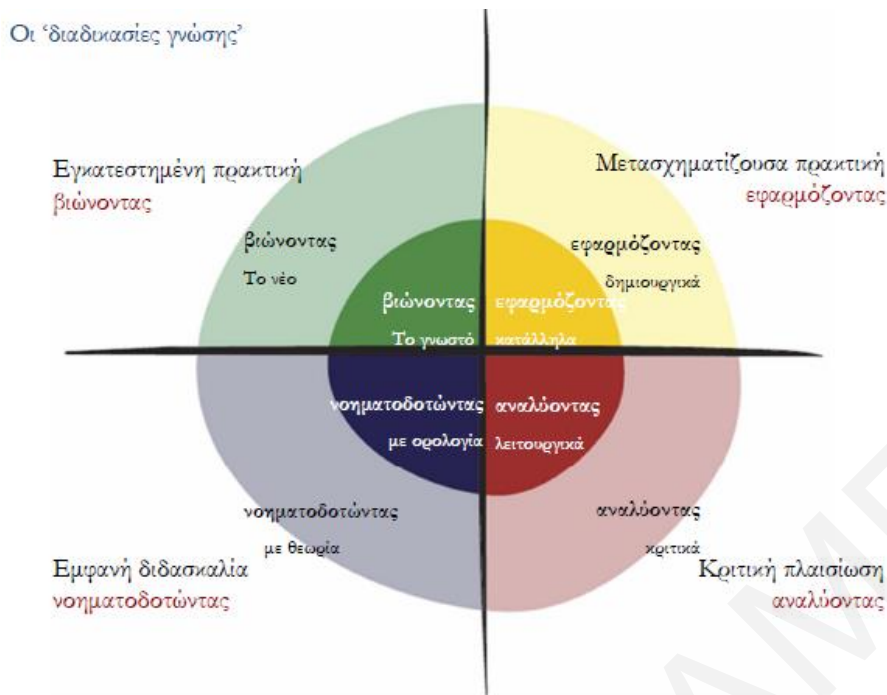 Οι ‘διαδικασίες γνώσης’
Εγκατεστημένη πρακτική
βιώνοντας
Μετασχηματίζουσα πρακτική
εφαρμόζοντας
βιώνοντας
Το νέο
εφαρμόζοντας
δημιουργικά
βιώνοντας
Το γνωστό
εφαρμόζοντας
κατάλληλα
νοηματοδοτώντας
με ορολογία
αναλύοντας
λειτουργικά
νοηματοδοτώντας
με θεωρία
αναλύοντας
κριτικά
Εμφανή διδασκαλία
νοηματοδοτώντας
Κριτική πλαισίωση
αναλύοντας